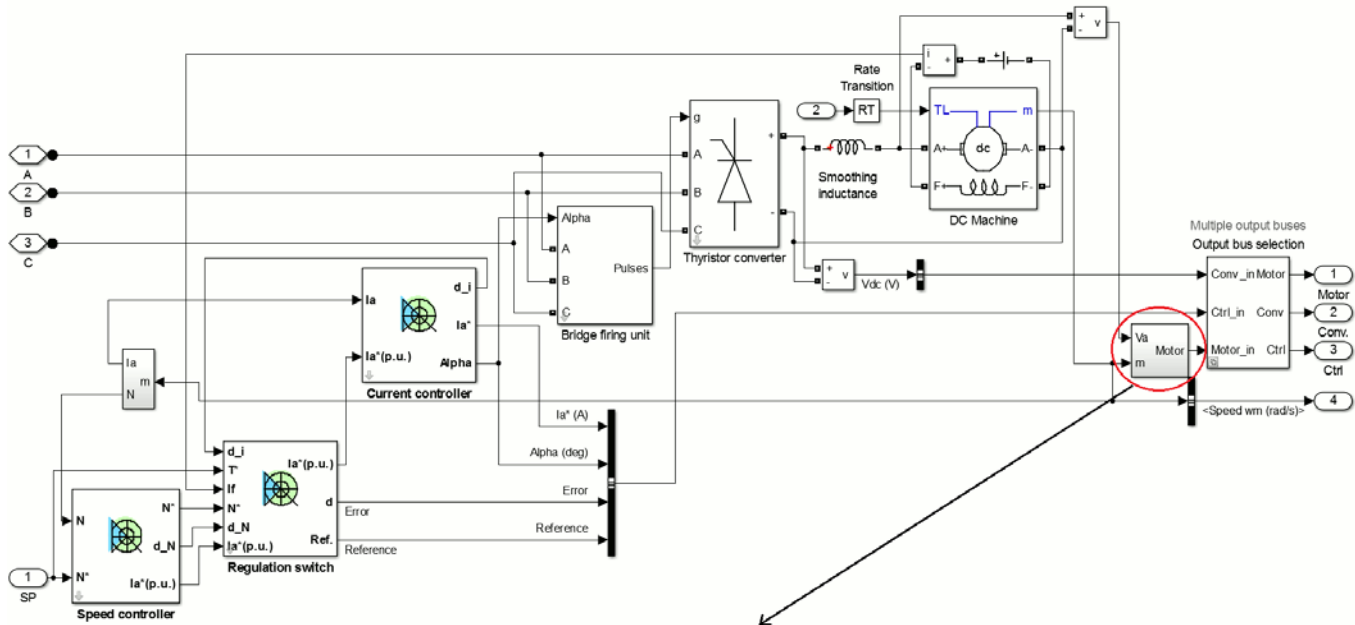 +
-
v
i
+
-
+
Rate
Transition
2
RT
TL
m
dc
A+
A-
F+
F-
DC Machine
g
A
B
C
+
-
Thyristor converter
Smoothing
inductance
1
A
2
B
3
C
Alpha
A
B
C
Pulses
Bridge firing unit
+
-
v
Vdc (V)
Multiple output buses
Output bus selection
Conv_in
Motor
Ctrl_in
Conv
Motor_in
Ctrl
1
Motor
2
Conv.
3
Ctrl
4
Va
m
Motor
<Speed wm (rad/s)>
Ia
Ia*(p.u.)
d_i
Ia*
Alpha
Current controller
Ia
N
m
Ia* (A)
Alpha (deg)
Error
Reference
d_i
T*
If
N*
d_N
Ia*(p.u.)
Ia*(p.u.)
d
Ref.
Error
Reference
Regulation switch
N
N*
N*
d_N
Ia*(p.u.)
Speed controller
1
SP